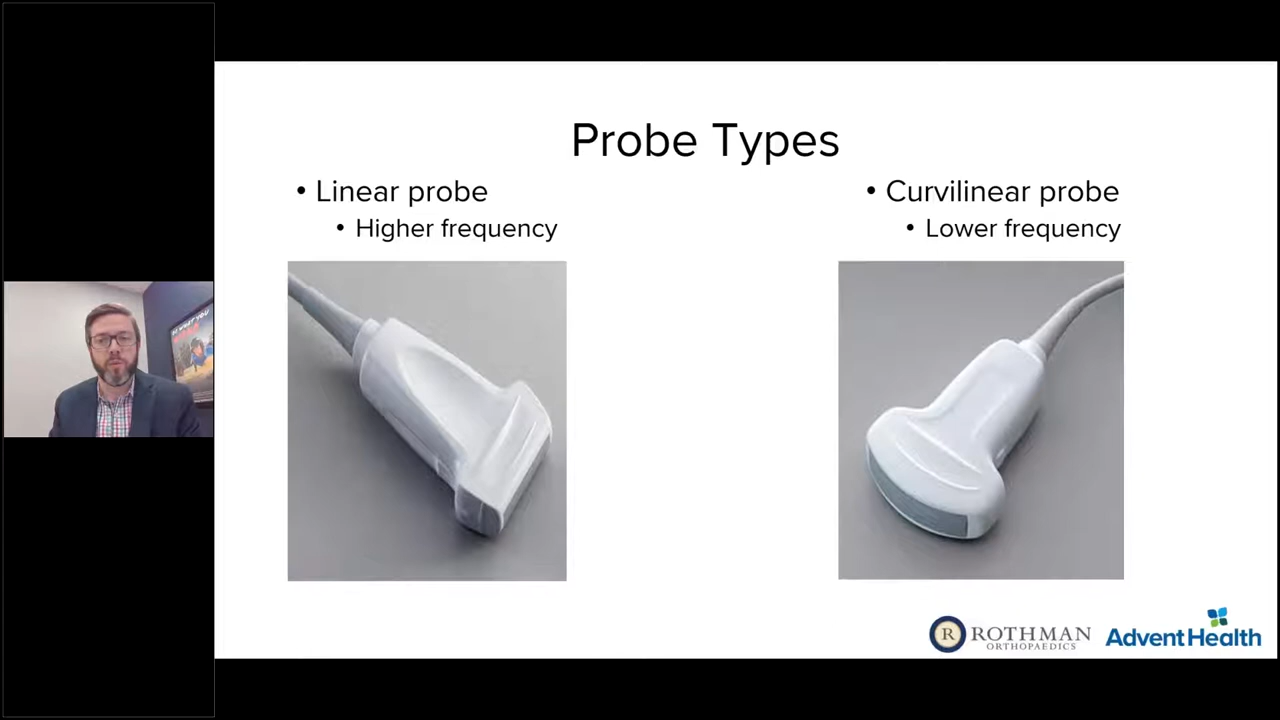 Probe Types
• Linear probe
• Higher frequency
• Curvilinear probe
• Lower frequency
R
ROTHMAN
ORTHOPAEDICS
AdventHealth